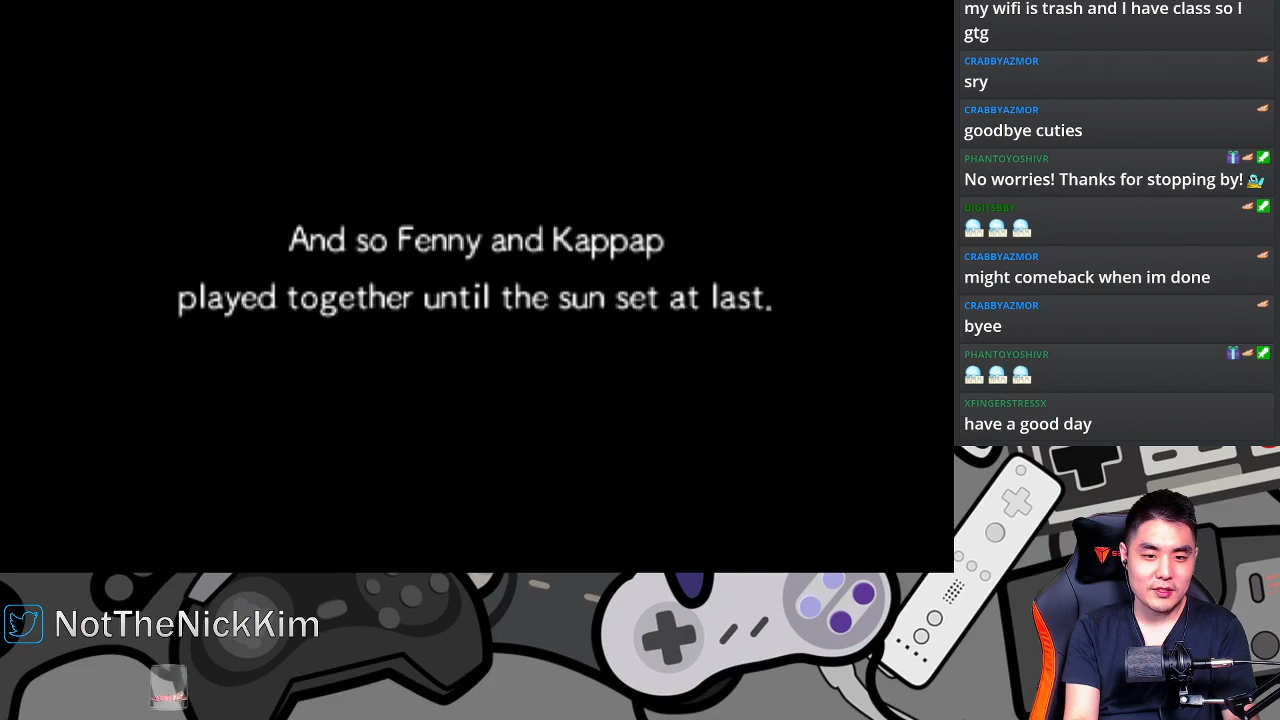 And so Fenny and Kappap
played together until the sun set at last.
my wifi is trash and I have class so I
gtg
CRABBYAZMOR
sry
CRABBYAZMOR
goodbye cuties
PHANTOYOSHIVR
No worries! Thanks for stopping by!
DIGITSBBY
CRABBYAZMOR
might comeback when im done
CRABBYAZMOR
byee
PHANTOYOSHIVR
XFINGERSTRESSX
have a good day
NotTheNickKim